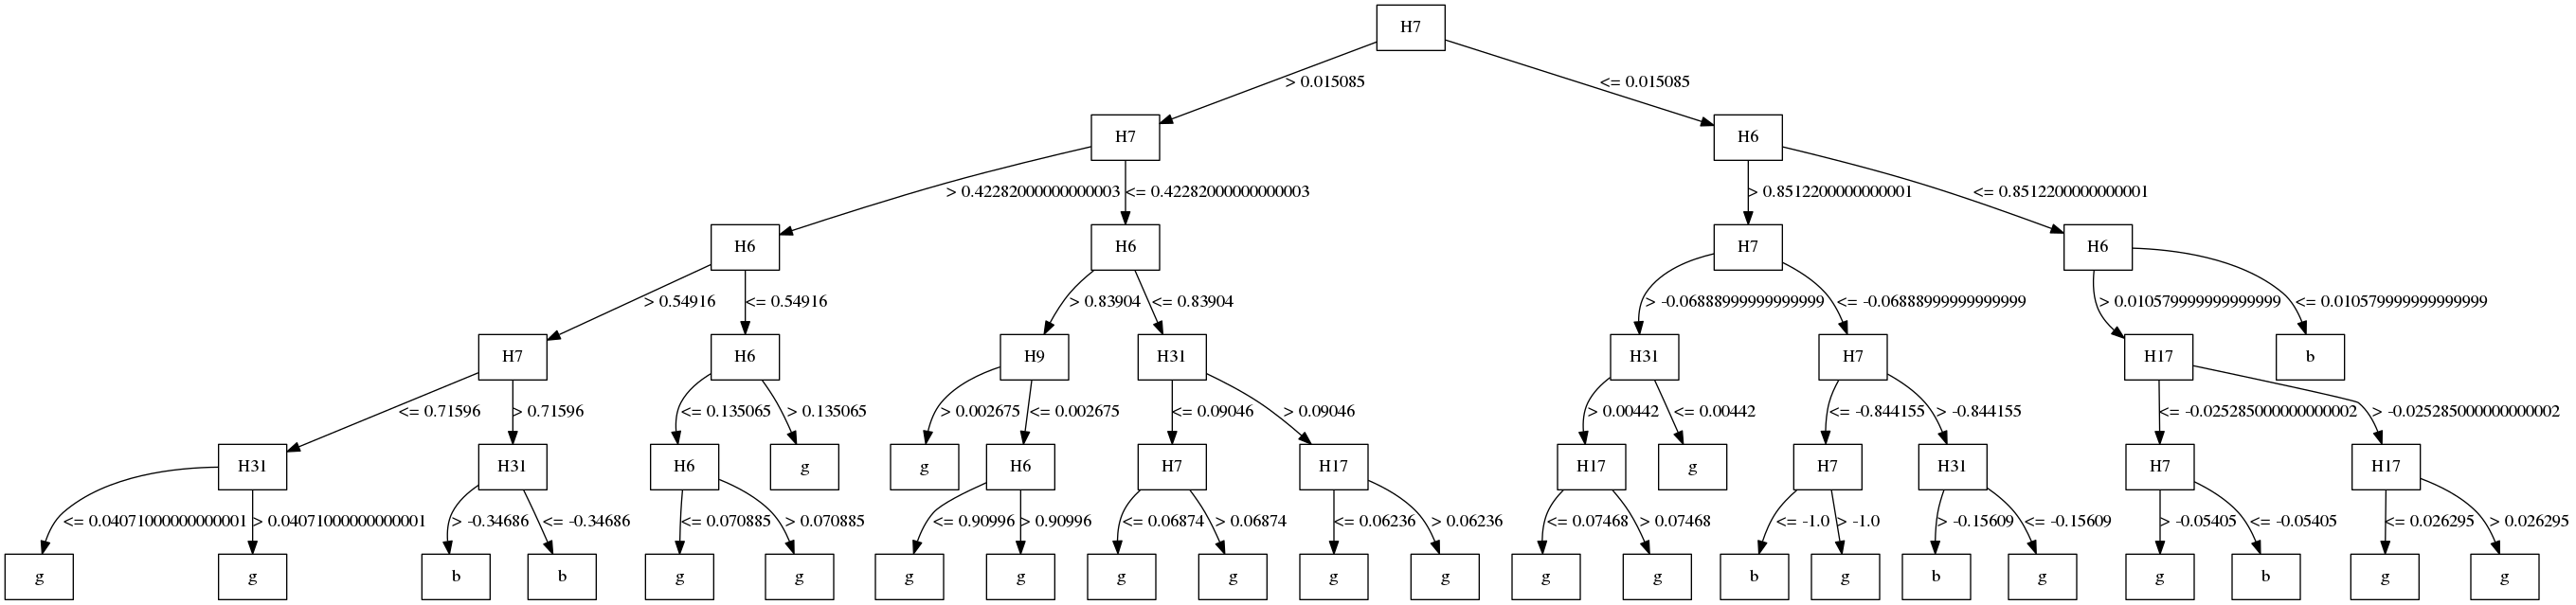 H7
> 0.015085 <= 0.015085
H7 H6
> 0.42282000000000003 <= 0.42282000000000003 > 0.8512200000000001 <= 0.8512200000000001
H6 H6 H7 H6
> 0.54916 <= 0.54916 > 0.83904 <= 0.83904 > -0.06888999999999999 <= -0.06888999999999999 > 0.010579999999999999 <= 0.010579999999999999
H7 H6 H9 H31 H31 H7 H17 b
<= 0.71596 > 0.71596 <= 0.135065 > 0.135065 > 0.002675 <= 0.002675 <= 0.09046 > 0.09046 > 0.00442 <= 0.00442 <= -0.844155 > -0.844155 <= -0.025285000000000002 > -0.025285000000000002
H31 H31 H6 g g H6 H7 H17 H17 g H7 H31 H7 H17
<= 0.04071000000000001 > 0.04071000000000001 > -0.34686 <= -0.34686 <= 0.070885 > 0.070885 <= 0.90996 > 0.90996 <= 0.06874 > 0.06874 <= 0.06236 > 0.06236 <= 0.07468 > 0.07468 <= -1.0 > -1.0 > -0.15609 <= -0.15609 > -0.05405 <= -0.05405 <= 0.026295 > 0.026295
g g b b g g g g g g g g g g b g b g g b g g